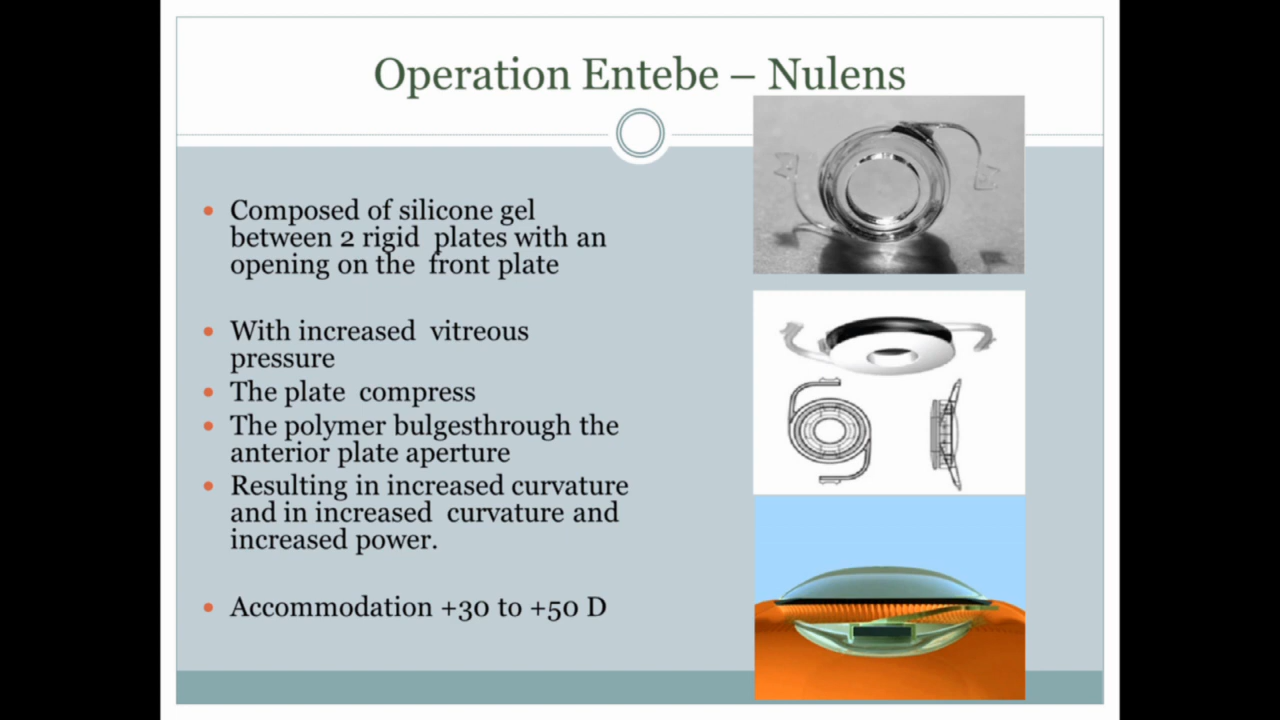 Operation Entebe – Nulens
• Composed of silicone gel
between 2 rigid plates with an
opening on the front plate
• With increased vitreous
pressure
• The plate compress
• The polymer bulgesthrough the
anterior plate aperture
• Resulting in increased curvature
and in increased curvature and
increased power.
• Accommodation +30 to +50 D